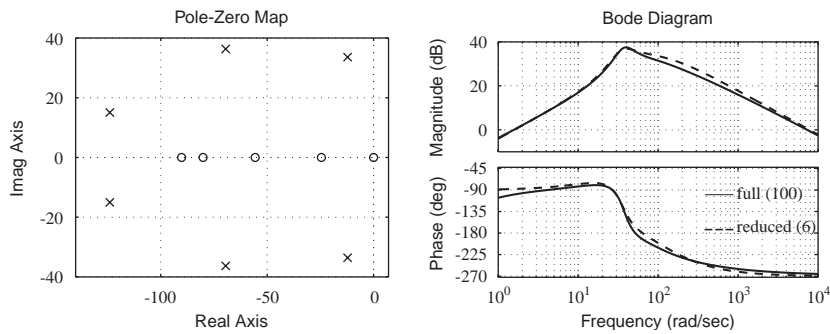 Pole-Zero Map
Imag Axis
40
20
0
-20
-40
-100
-50
0
Real Axis
Bode Diagram
Magnitude (dB)
40
0
Phase (deg)
-45
-90
-135
-180
-225
-270
full (100)
reduced (6)
10^0
10^1
10^2
10^3
10^4
Frequency (rad/sec)